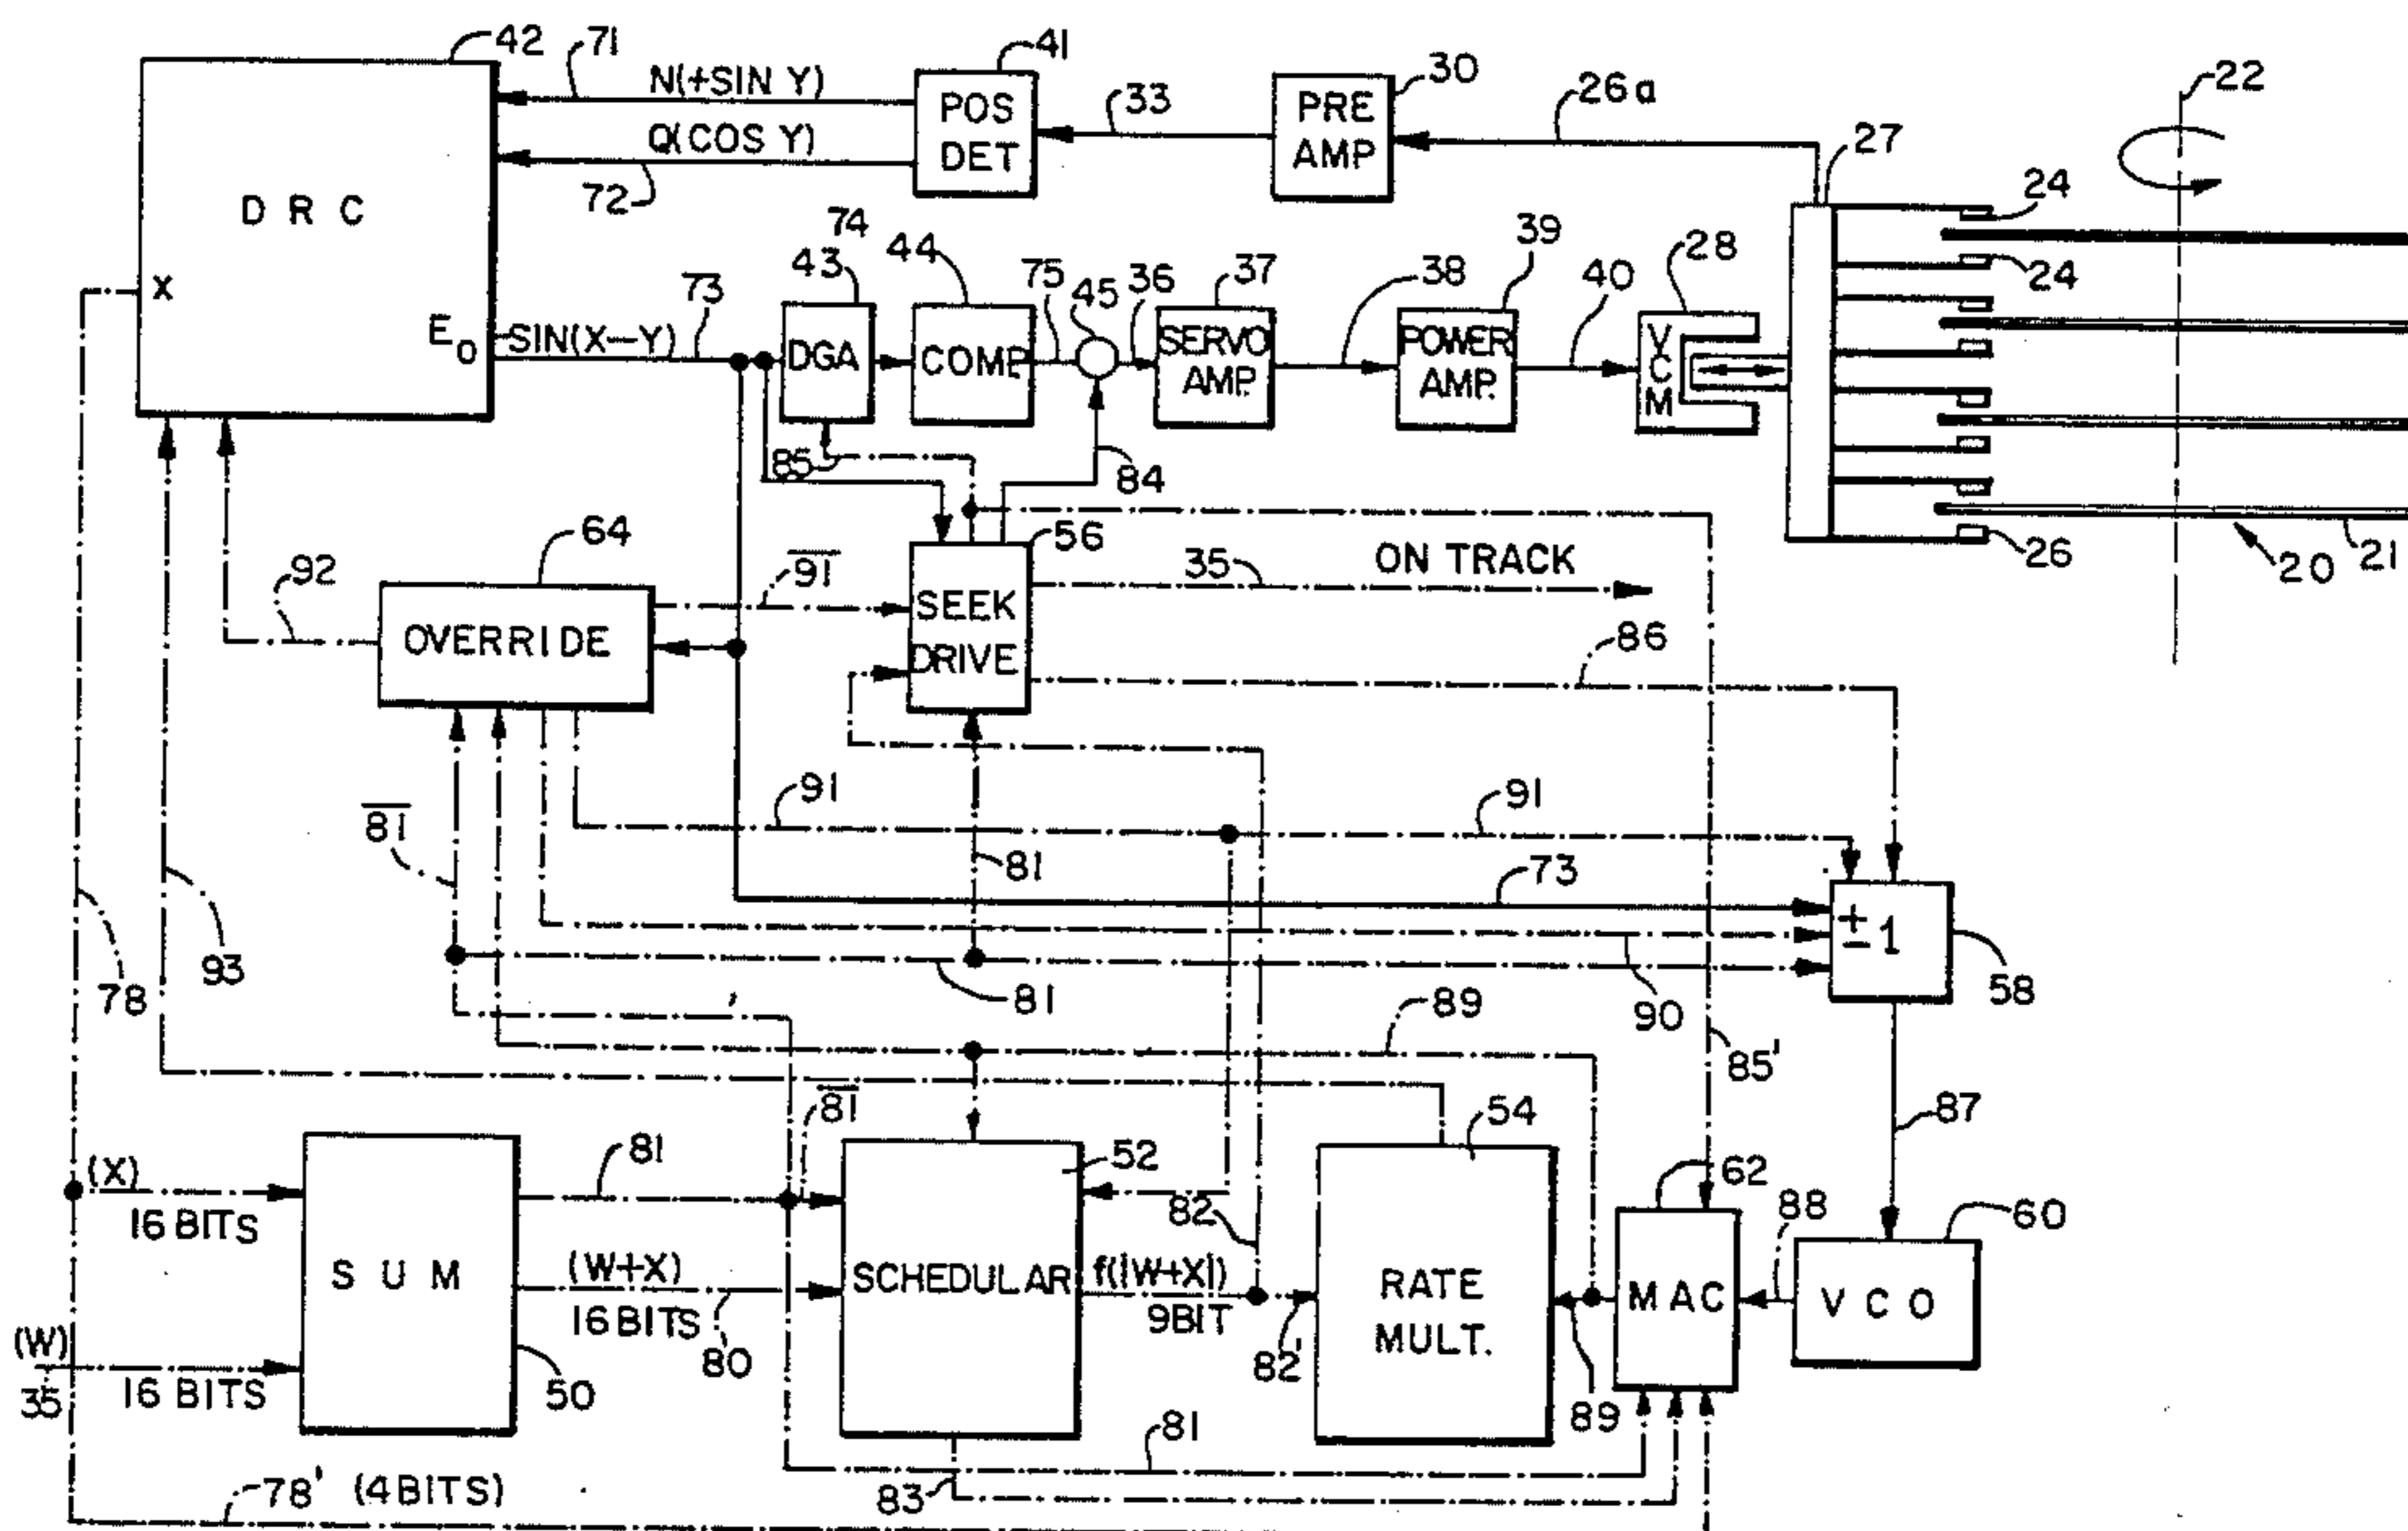 42
71
N(+SIN Y)
41
POS DET
33
30
PRE AMP
26a
22
27
Q(COS Y)
72
D R C
X
E0
SIN(X-Y)
73
74
43
DGA
44
COMP
75
45
36
37
SERVO AMP.
38
39
POWER AMP.
40
28
VCM
24
24
85
84
64
56
35
ON TRACK
26
20
21
92
91
OVERRIDE
SEEK DRIVE
86
81
91
91
81
73
±1
58
78
93
81
90
89
85'
87
(X)
16 BITS
81
81
52
54
62
88
60
82
S U M
(W+X)
16 BITS
80
SCHEDULAR
f(|W+X|)
9BIT
82'
RATE MULT.
MAC
V C O
(W)
35
16 BITS
50
89
81
83
78' (4 BITS)